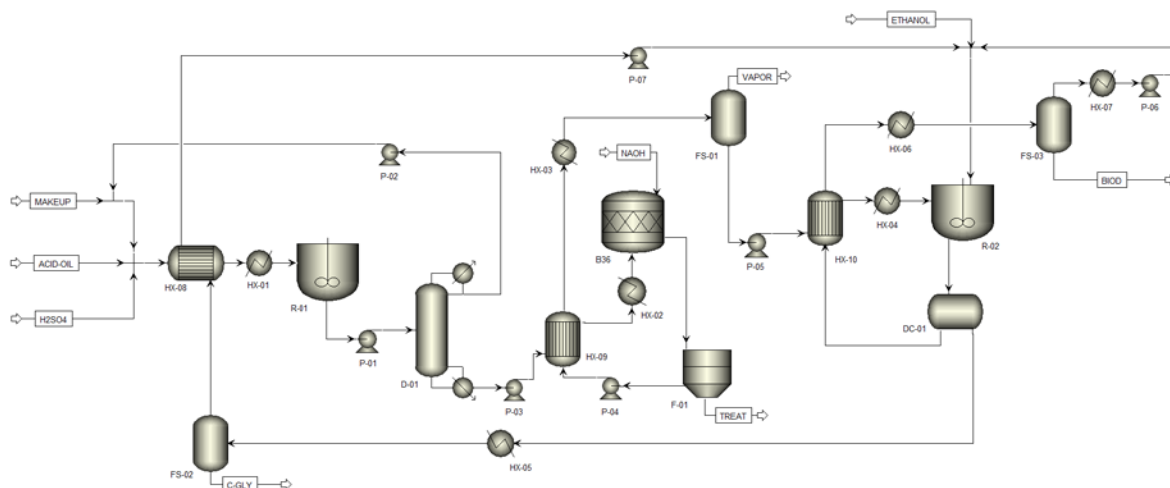 ETHANOL
P-07
VAPOR
HX-07
P-06
FS-01
HX-06
FS-03
HX-03
NAOH
P-02
BIOD
MAKEUP
HX-04
R-02
B36
P-05
HX-10
ACID-OIL
HX-08
HX-01
R-01
HX-02
H2SO4
DC-01
P-01
HX-09
D-01
P-03
P-04
F-01
TREAT
FS-02
HX-05
C-GLY